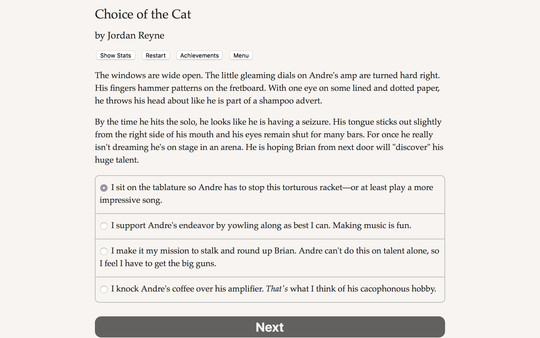 Choice of the Cat
by Jordan Reyne
Show Stats Restart Achievements Menu
The windows are wide open. The little gleaming dials on Andre's amp are turned hard right.
His fingers hammer patterns on the fretboard. With one eye on some lined and dotted paper,
he throws his head about like he is part of a shampoo advert.
By the time he hits the solo, he looks like he is having a seizure. His tongue sticks out slightly
from the right side of his mouth and his eyes remain shut for many bars. For once he really
isn't dreaming he's on stage in an arena. He is hoping Brian from next door will "discover" his
huge talent.
I sit on the tablature so Andre has to stop this torturous racket—or at least play a more
impressive song.
I support Andre's endeavor by yowling along as best I can. Making music is fun.
I make it my mission to stalk and round up Brian. Andre can't do this on talent alone, so
I feel I have to get the big guns.
I knock Andre's coffee over his amplifier. That's what I think of his cacophonous hobby.
Next